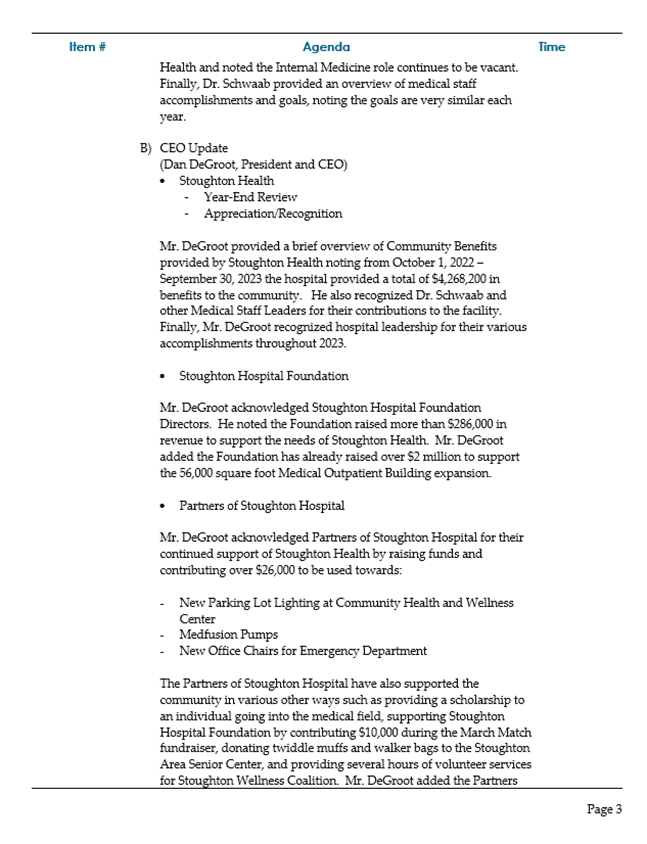 Item # Agenda Time
Health and noted the Internal Medicine role continues to be vacant.
Finally, Dr. Schwaab provided an overview of medical staff
accomplishments and goals, noting the goals are very similar each
year.
B) CEO Update
(Dan DeGroot, President and CEO)
• Stoughton Health
- Year-End Review
- Appreciation/Recognition
Mr. DeGroot provided a brief overview of Community Benefits
provided by Stoughton Health noting from October 1, 2022 –
September 30, 2023 the hospital provided a total of $4,268,200 in
benefits to the community. He also recognized Dr. Schwaab and
other Medical Staff Leaders for their contributions to the facility.
Finally, Mr. DeGroot recognized hospital leadership for their various
accomplishments throughout 2023.
• Stoughton Hospital Foundation
Mr. DeGroot acknowledged Stoughton Hospital Foundation
Directors. He noted the Foundation raised more than $286,000 in
revenue to support the needs of Stoughton Health. Mr. DeGroot
added the Foundation has already raised over $2 million to support
the 56,000 square foot Medical Outpatient Building expansion.
• Partners of Stoughton Hospital
Mr. DeGroot acknowledged Partners of Stoughton Hospital for their
continued support of Stoughton Health by raising funds and
contributing over $26,000 to be used towards:
- New Parking Lot Lighting at Community Health and Wellness
Center
- Medfusion Pumps
- New Office Chairs for Emergency Department
The Partners of Stoughton Hospital have also supported the
community in various other ways such as providing a scholarship to
an individual going into the medical field, supporting Stoughton
Hospital Foundation by contributing $10,000 during the March Match
fundraiser, donating twiddle muffs and walker bags to the Stoughton
Area Senior Center, and providing several hours of volunteer services
for Stoughton Wellness Coalition. Mr. DeGroot added the Partners
Page 3